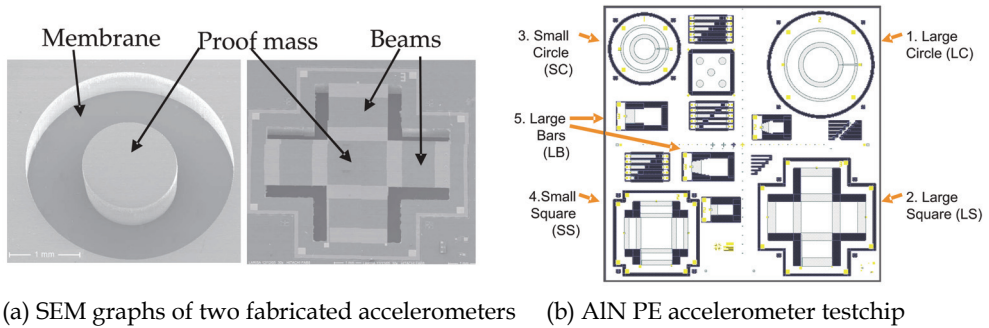 (a)
Membrane
Proof mass
Beams
1 mm
(b)
3. Small
Circle
(SC)
1. Large
Circle (LC)
5. Large
Bars
(LB)
4.Small
Square
(SS)
2. Large
Square (LS)
(a) SEM graphs of two fabricated accelerometers
(b) AlN PE accelerometer testchip